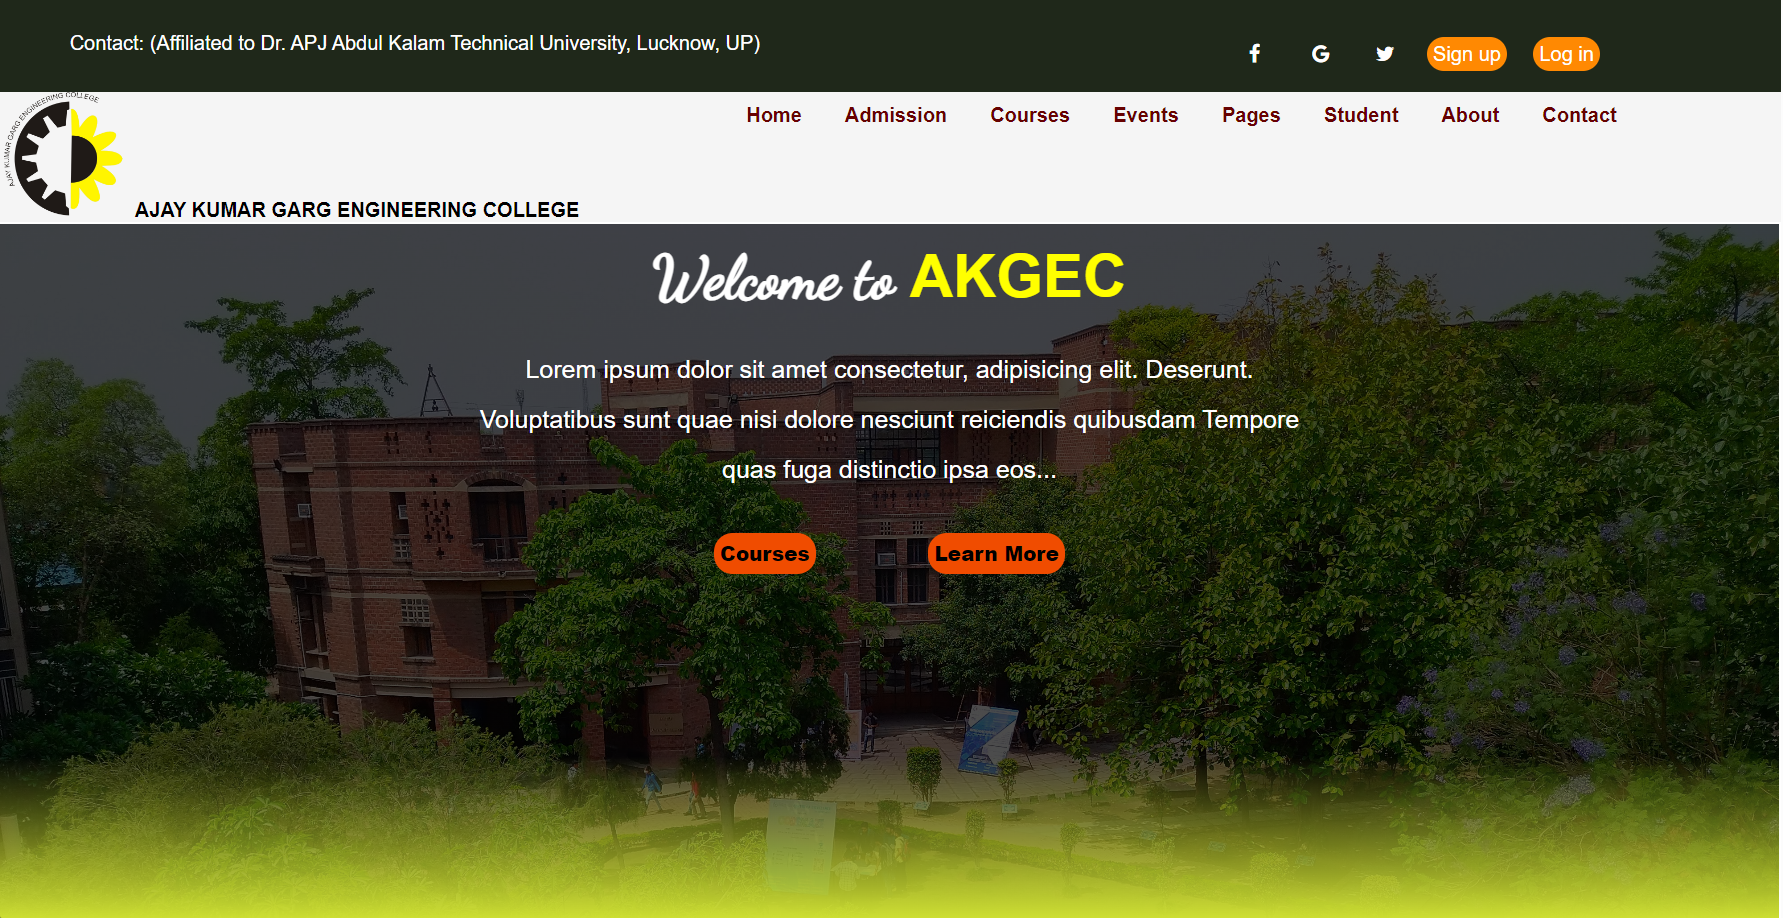 Contact: (Affiliated to Dr. APJ Abdul Kalam Technical University, Lucknow, UP)
Sign up
Log in
AJAY KUMAR GARG ENGINEERING COLLEGE
Home Admission Courses Events Pages Student About Contact
AJAY KUMAR GARG ENGINEERING COLLEGE
Welcome to AKGEC
Lorem ipsum dolor sit amet consectetur, adipisicing elit. Deserunt.
Voluptatibus sunt quae nisi dolore nesciunt reiciendis quibusdam Tempore
quas fuga distinctio ipsa eos...
Courses
Learn More